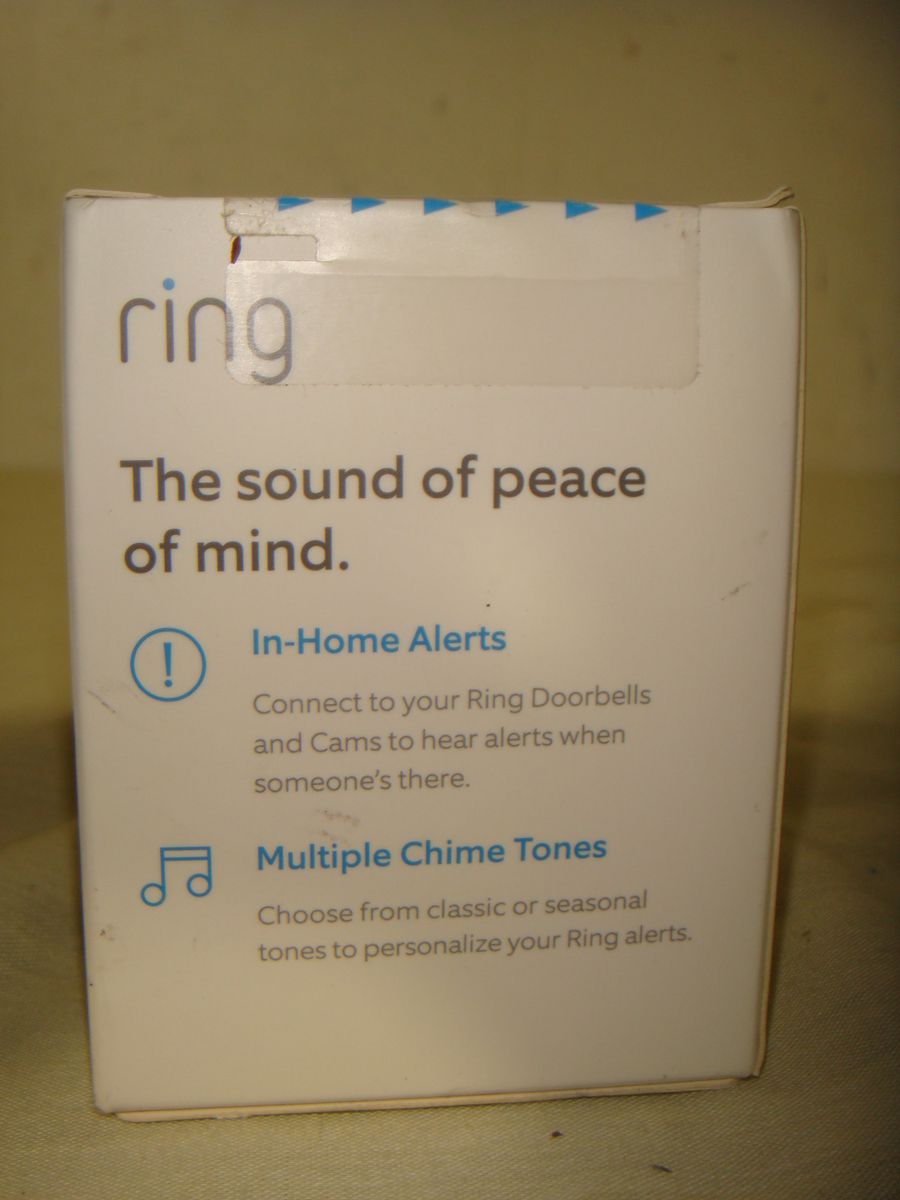 ring
The sound of peace
of mind.
In-Home Alerts
Connect to your Ring Doorbells
and Cams to hear alerts when
someone's there.
Multiple Chime Tones
Choose from classic or seasonal
tones to personalize your Ring alerts.